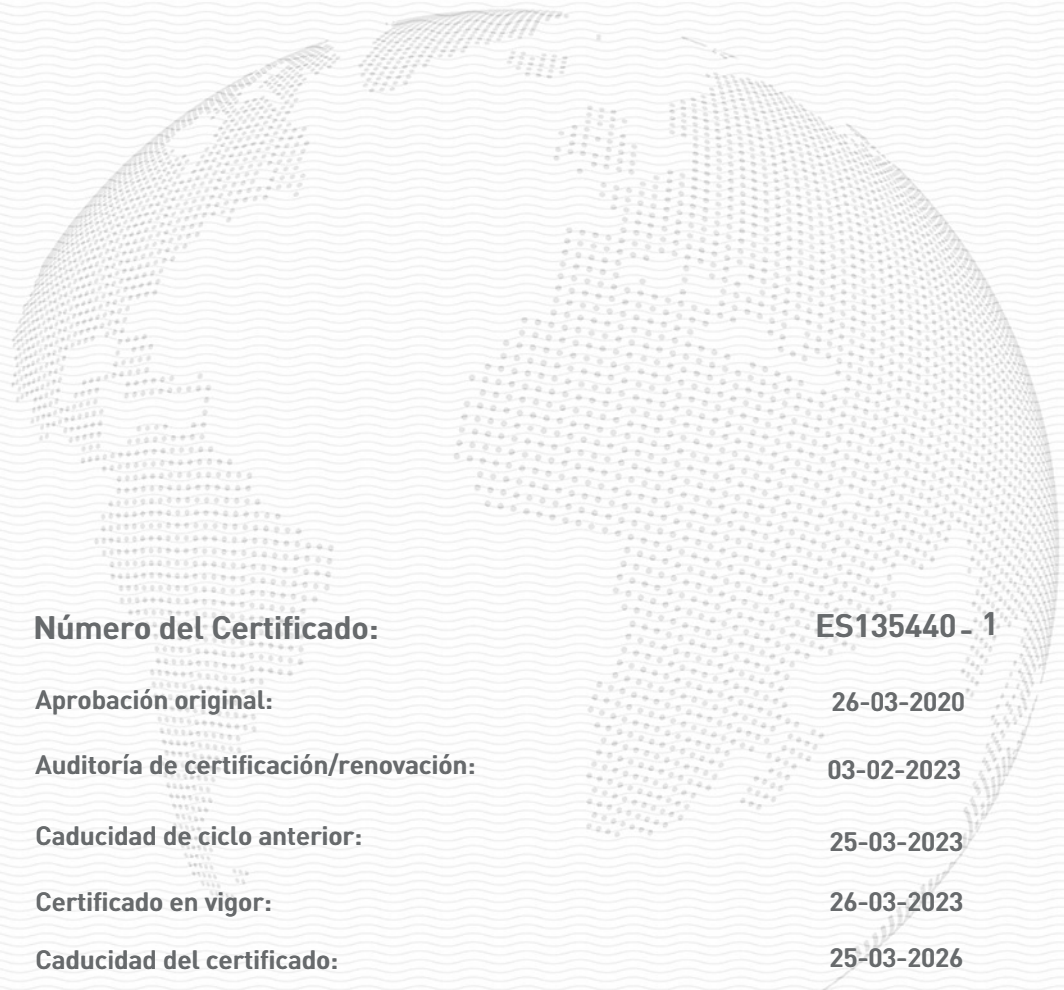 Número del Certificado: ES135440 - 1
Aprobación original: 26-03-2020
Auditoría de certificación/renovación: 03-02-2023
Caducidad de ciclo anterior: 25-03-2023
Certificado en vigor: 26-03-2023
Caducidad del certificado: 25-03-2026